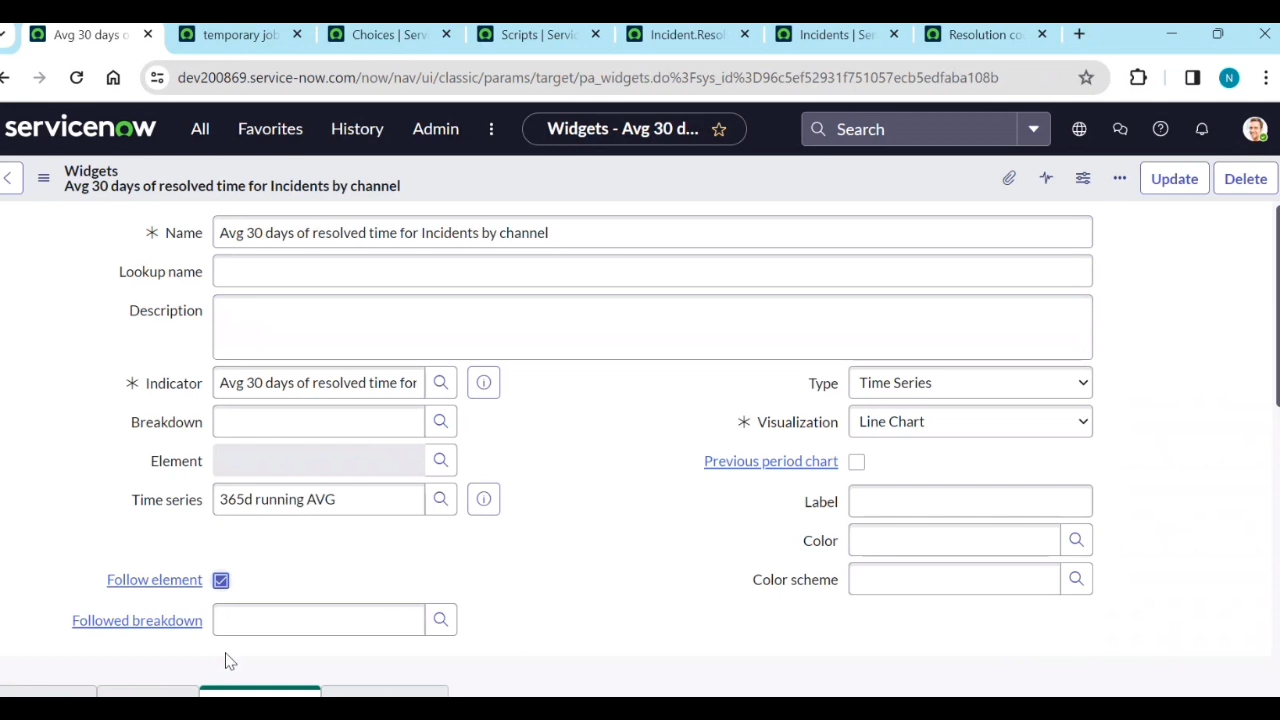 Avg 30 days o
temporary job
Choices | Serv
Scripts | Servic
Incident.Resol
Incidents | Ser
Resolution co
dev200869.service-now.com/now/nav/ui/classic/params/target/pa_widgets.do%3Fsys_id%3D96c5ef52931f751057ecb5edfaba108b
N
servicenow All Favorites History Admin Widgets - Avg 30 d... Search
Widgets
Avg 30 days of resolved time for Incidents by channel
Update Delete
Name Avg 30 days of resolved time for Incidents by channel
Lookup name
Description
Indicator Avg 30 days of resolved time for Type Time Series
Breakdown Visualization Line Chart
Element Previous period chart
Time series 365d running AVG Label
Color
Follow element Color scheme
Followed breakdown